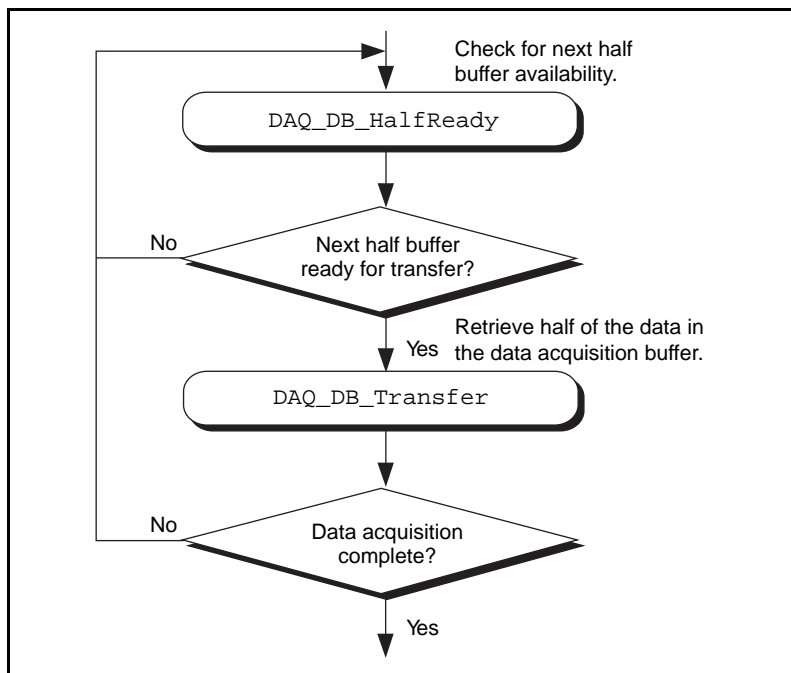 Check for next half
buffer availability.
DAQ_DB_HalfReady
No
Next half buffer
ready for transfer?
Yes
Retrieve half of the data in
the data acquisition buffer.
DAQ_DB_Transfer
No
Data acquisition
complete?
Yes